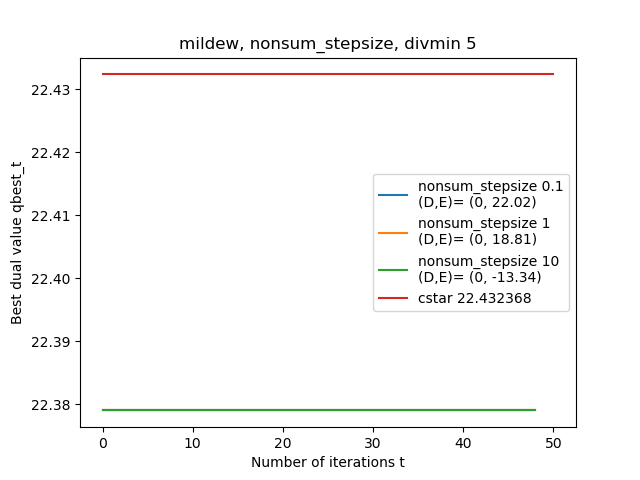 mildew, nonsum_stepsize, divmin 5
Best dual value qbest_t
22.43
22.42
22.41
22.40
22.39
22.38
nonsum_stepsize 0.1
(D,E)= (0, 22.02)
nonsum_stepsize 1
(D,E)= (0, 18.81)
nonsum_stepsize 10
(D,E)= (0, -13.34)
cstar 22.432368
0 10 20 30 40 50
Number of iterations t